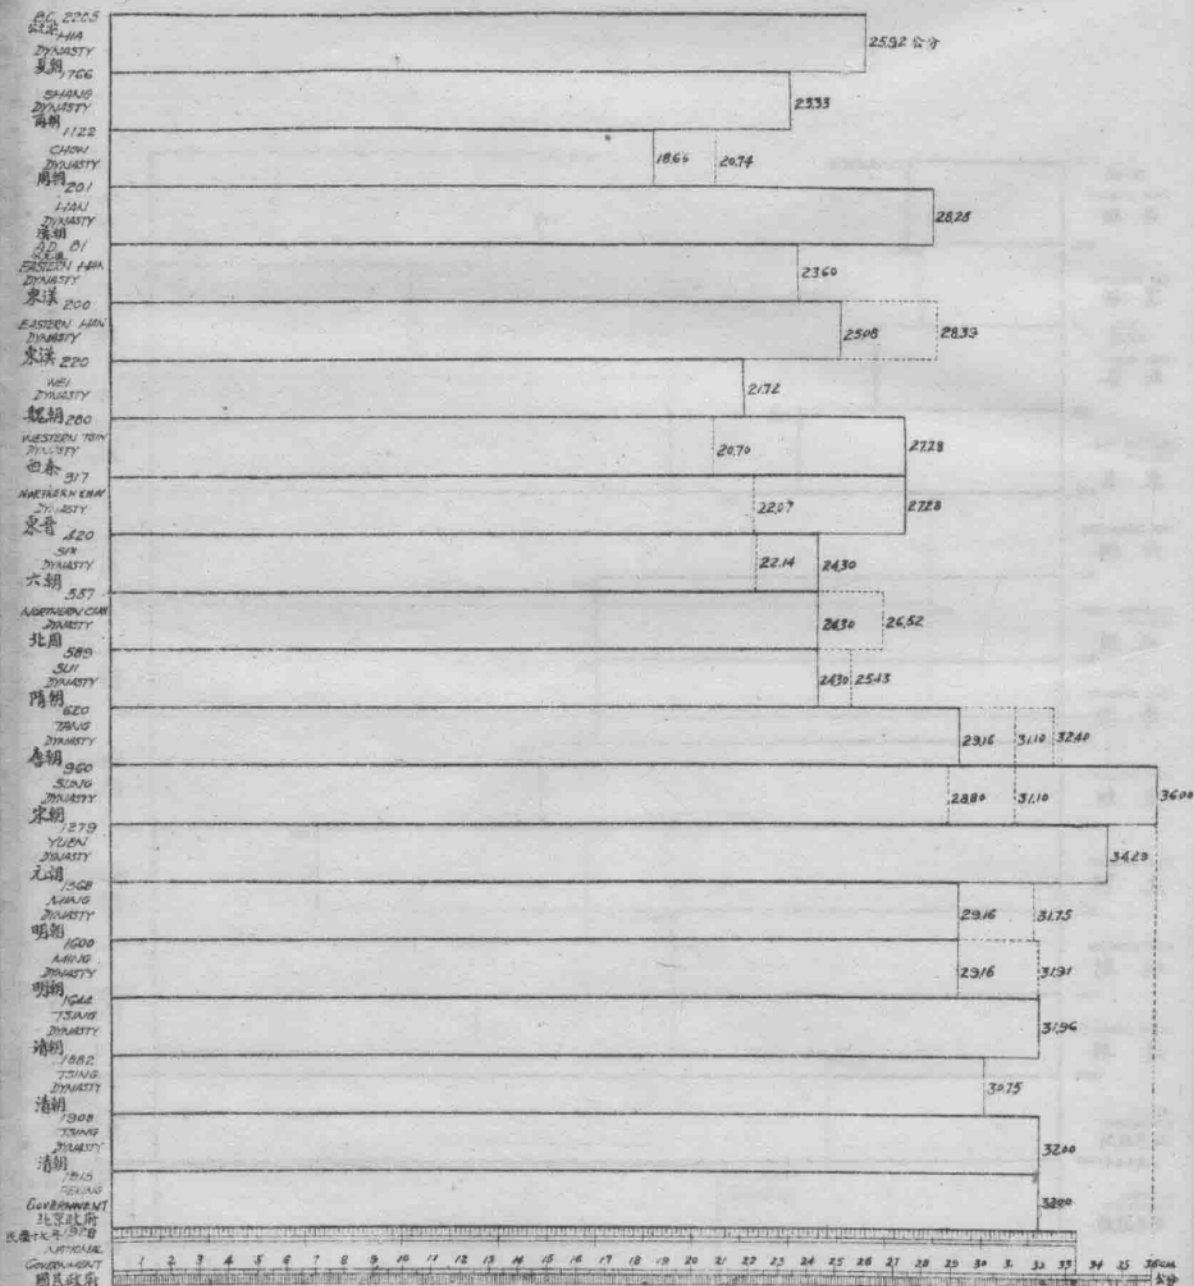 B.C. 2205
公元前
HIA
DYNASTY
夏朝
25.92 公分
1766
SHANG
DYNASTY
商朝
23.33
1122
CHOW
DYNASTY
周朝
18.66 20.74
201
HAN
DYNASTY
漢朝
28.28
A.D. 81
EASTERN HAN
DYNASTY
東漢
23.60
200
EASTERN HAN
DYNASTY
東漢
25.08 28.39
220
WEI
DYNASTY
魏朝
21.72
280
WESTERN TSIN
DYNASTY
20.70 27.28
317
DYNASTY
東晉
22.07 27.28
420
SIX
DYNASTY
六朝
22.14 24.30
557
NORTHERN CHOW
DYNASTY
北周
24.30 26.52
589
SUI
DYNASTY
隋朝
24.30 25.43
620
TANG
DYNASTY
唐朝
29.16 31.10 32.40
960
SUNG
DYNASTY
宋朝
28.80 31.10 36.00
1279
YUEN
DYNASTY
元朝
34.29
1368
MING
DYNASTY
明朝
29.16 31.75
1600
MING
DYNASTY
明朝
29.16 31.91
1644
TSING
DYNASTY
清朝
31.96
1882
TSING
DYNASTY
清朝
30.75
1908
TSING
DYNASTY
清朝
32.00
1915
PEKING
GOVERNMENT
北京政府
32.00
民國十七年 1928
NATIONAL
GOVERNMENT
國民政府
1 2 3 4 5 6 7 8 9 10 11 12 13 14 15 16 17 18 19 20 21 22 23 24 25 26 27 28 29 30 31 32 33 34 35 36 cm
公分